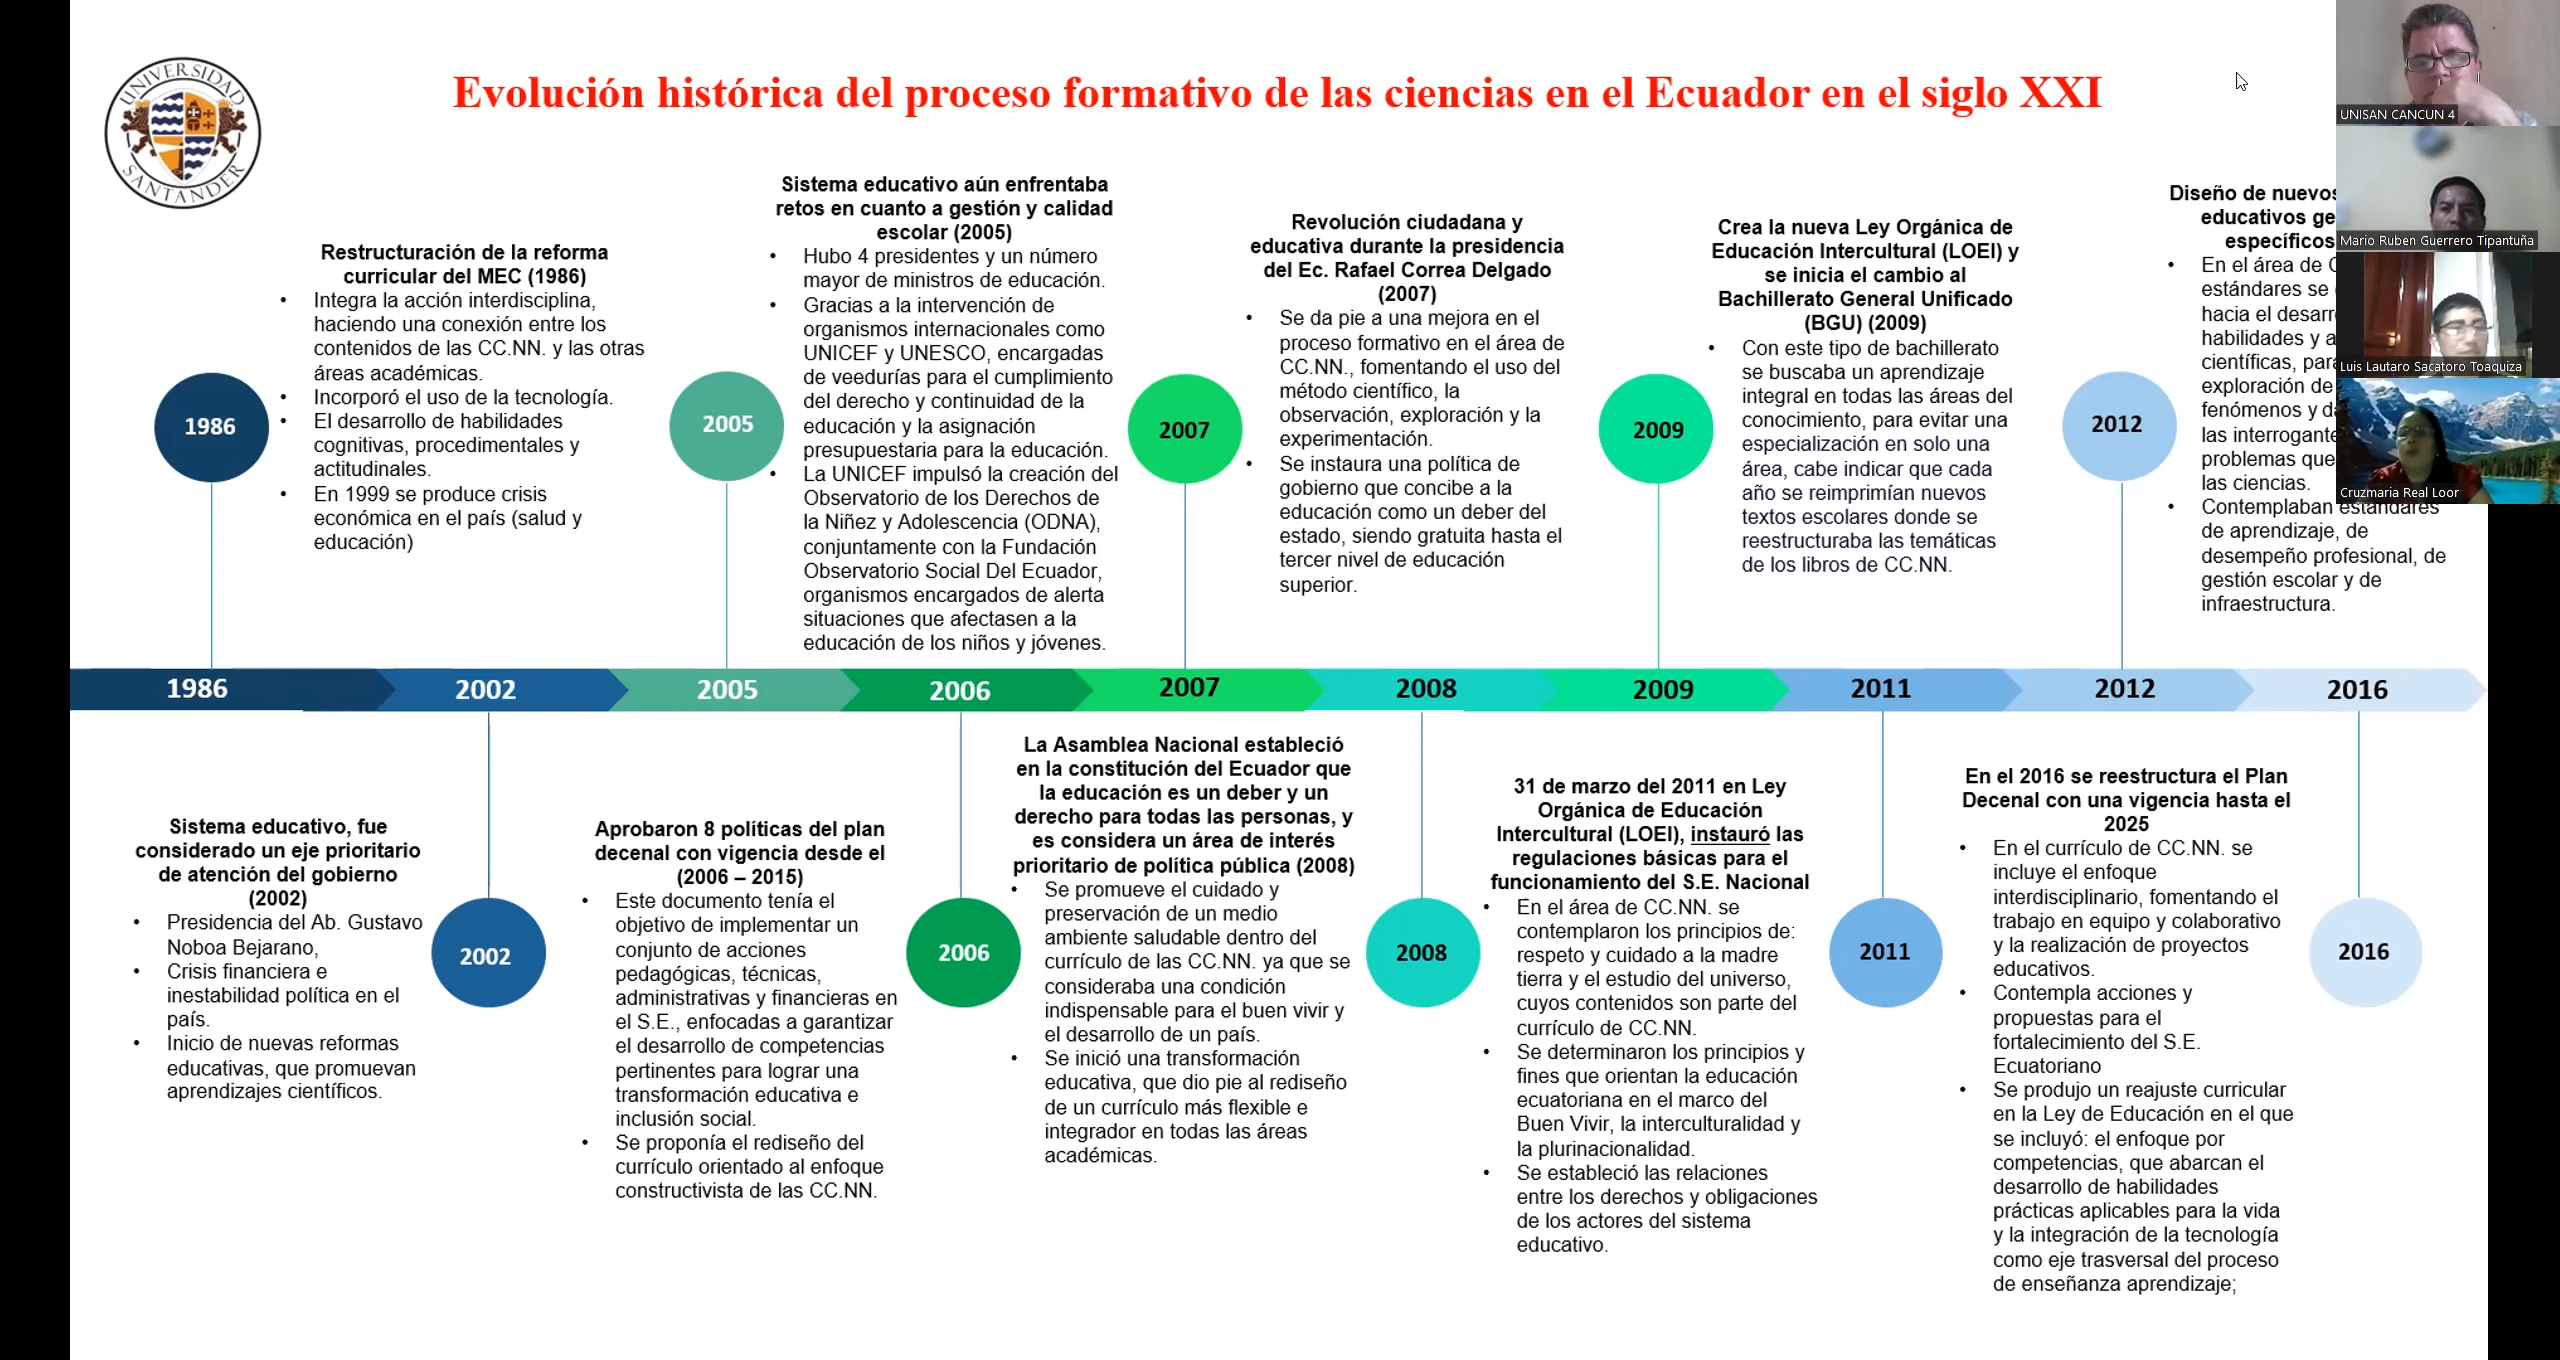 UNIVERSIDAD
SANTANDER
Evolución histórica del proceso formativo de las ciencias en el Ecuador en el siglo XXI
Restructuración de la reforma
curricular del MEC (1986)
• Integra la acción interdisciplina,
haciendo una conexión entre los
contenidos de las CC.NN. y las otras
áreas académicas.
• Incorporó el uso de la tecnología.
• El desarrollo de habilidades
cognitivas, procedimentales y
actitudinales.
• En 1999 se produce crisis
económica en el país (salud y
educación)
1986
Sistema educativo aún enfrentaba
retos en cuanto a gestión y calidad
escolar (2005)
• Hubo 4 presidentes y un número
mayor de ministros de educación.
• Gracias a la intervención de
organismos internacionales como
UNICEF y UNESCO, encargadas
de veedurías para el cumplimiento
del derecho y continuidad de la
educación y la asignación
presupuestaria para la educación.
• La UNICEF impulsó la creación del
Observatorio de los Derechos de
la Niñez y Adolescencia (ODNA),
conjuntamente con la Fundación
Observatorio Social Del Ecuador,
organismos encargados de alerta
situaciones que afectasen a la
educación de los niños y jóvenes.
2005
Revolución ciudadana y
educativa durante la presidencia
del Ec. Rafael Correa Delgado
(2007)
• Se da pie a una mejora en el
proceso formativo en el área de
CC.NN., fomentando el uso del
método científico, la
observación, exploración y la
experimentación.
• Se instaura una política de
gobierno que concibe a la
educación como un deber del
estado, siendo gratuita hasta el
tercer nivel de educación
superior.
2007
Crea la nueva Ley Orgánica de
Educación Intercultural (LOEI) y
se inicia el cambio al
Bachillerato General Unificado
(BGU) (2009)
• Con este tipo de bachillerato
se buscaba un aprendizaje
integral en todas las áreas del
conocimiento, para evitar una
especialización en solo una
área, cabe indicar que cada
año se reimprimían nuevos
textos escolares donde se
reestructuraba las temáticas
de los libros de CC.NN.
2009
Diseño de nuevos
educativos ge
específicos
• En el área de C
estándares se
hacia el desarr
habilidades y a
científicas, para
exploración de
fenómenos y da
las interrogante
problemas que
las ciencias.
• Contemplaban estándares
de aprendizaje, de
desempeño profesional, de
gestión escolar y de
infraestructura.
2012
UNISAN CANCUN 4
Mario Ruben Guerrero Tipantuña
Luis Lautaro Sacatoro Toaquiza
Cruzmaria Real Loor
1986 2002 2005 2006 2007 2008 2009 2011 2012 2016
Sistema educativo, fue
considerado un eje prioritario
de atención del gobierno
(2002)
• Presidencia del Ab. Gustavo
Noboa Bejarano,
• Crisis financiera e
inestabilidad política en el
país.
• Inicio de nuevas reformas
educativas, que promuevan
aprendizajes científicos.
2002
Aprobaron 8 políticas del plan
decenal con vigencia desde el
(2006 – 2015)
• Este documento tenía el
objetivo de implementar un
conjunto de acciones
pedagógicas, técnicas,
administrativas y financieras en
el S.E., enfocadas a garantizar
el desarrollo de competencias
pertinentes para lograr una
transformación educativa e
inclusión social.
• Se proponía el rediseño del
currículo orientado al enfoque
constructivista de las CC.NN.
2006
La Asamblea Nacional estableció
en la constitución del Ecuador que
la educación es un deber y un
derecho para todas las personas, y
es considera un área de interés
prioritario de política pública (2008)
• Se promueve el cuidado y
preservación de un medio
ambiente saludable dentro del
currículo de las CC.NN. ya que se
consideraba una condición
indispensable para el buen vivir y
el desarrollo de un país.
• Se inició una transformación
educativa, que dio pie al rediseño
de un currículo más flexible e
integrador en todas las áreas
académicas.
2008
31 de marzo del 2011 en Ley
Orgánica de Educación
Intercultural (LOEI), instauró las
regulaciones básicas para el
funcionamiento del S.E. Nacional
• En el área de CC.NN. se
contemplaron los principios de:
respeto y cuidado a la madre
tierra y el estudio del universo,
cuyos contenidos son parte del
currículo de CC.NN.
• Se determinaron los principios y
fines que orientan la educación
ecuatoriana en el marco del
Buen Vivir, la interculturalidad y
la plurinacionalidad.
• Se estableció las relaciones
entre los derechos y obligaciones
de los actores del sistema
educativo.
2011
En el 2016 se reestructura el Plan
Decenal con una vigencia hasta el
2025
• En el currículo de CC.NN. se
incluye el enfoque
interdisciplinario, fomentando el
trabajo en equipo y colaborativo
y la realización de proyectos
educativos.
• Contempla acciones y
propuestas para el
fortalecimiento del S.E.
Ecuatoriano
• Se produjo un reajuste curricular
en la Ley de Educación en el que
se incluyó: el enfoque por
competencias, que abarcan el
desarrollo de habilidades
prácticas aplicables para la vida
y la integración de la tecnología
como eje trasversal del proceso
de enseñanza aprendizaje;
2016